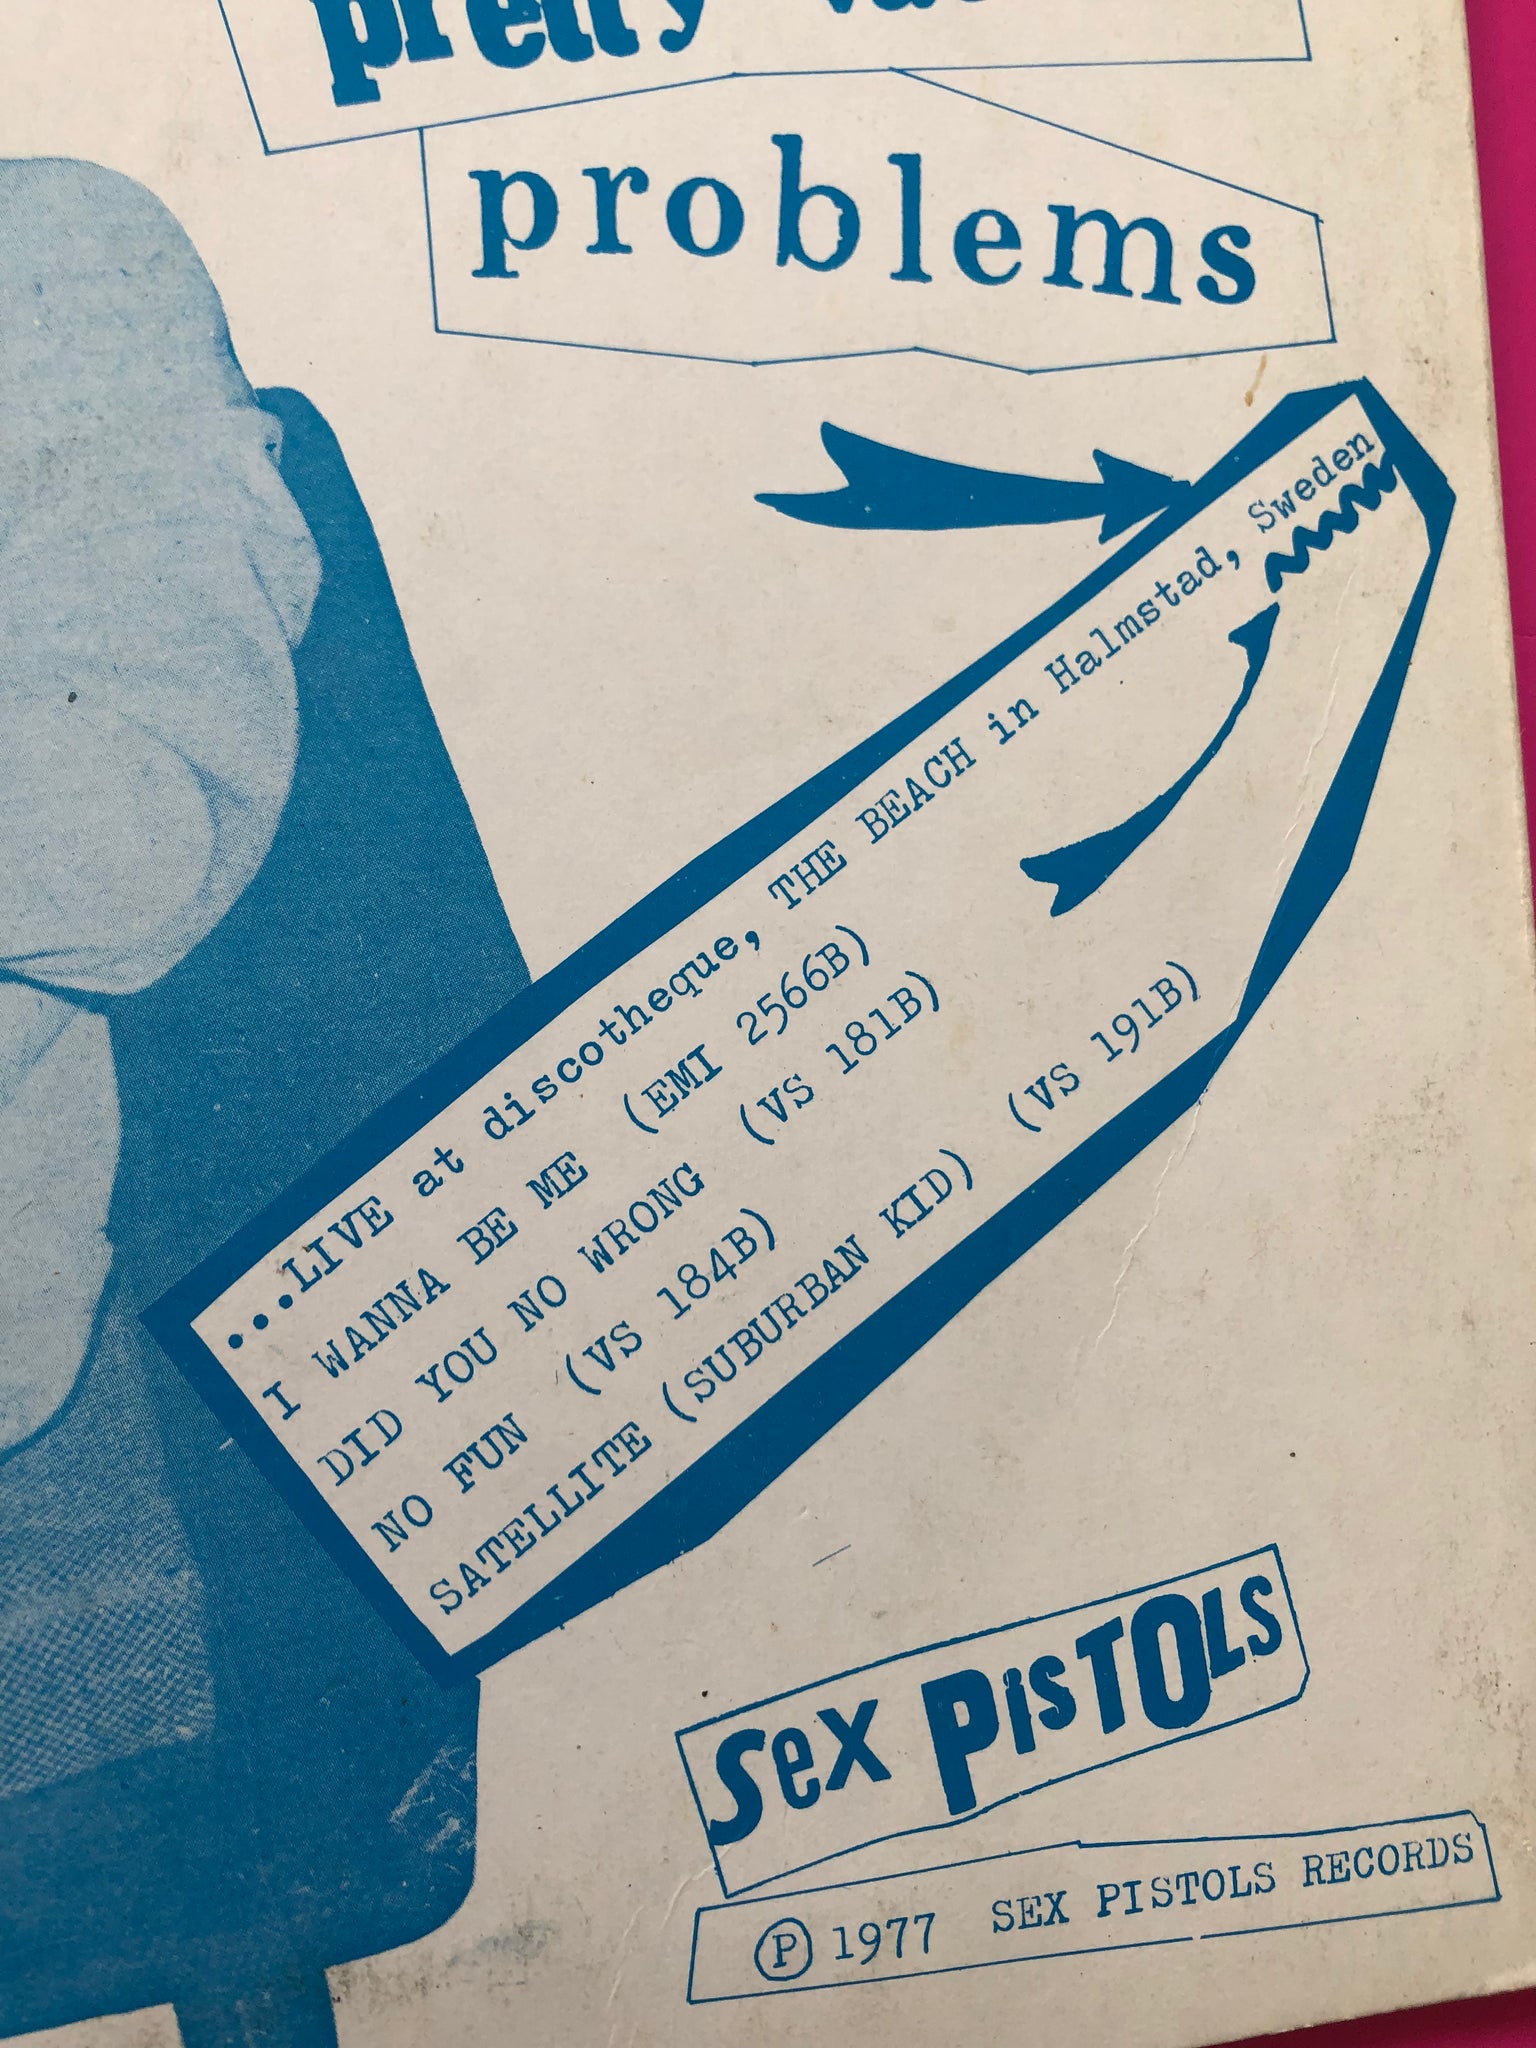 pretty
problems
...LIVE at discotheque, THE BEACH in Halmstad, Sweden
I WANNA BE ME (EMI 2566B)
DID YOU NO WRONG (VS 181B)
NO FUN (VS 184B)
SATELLITE (SUBURBAN KID) (VS 191B)
Sex PisTOLS
Ⓟ 1977 SEX PISTOLS RECORDS